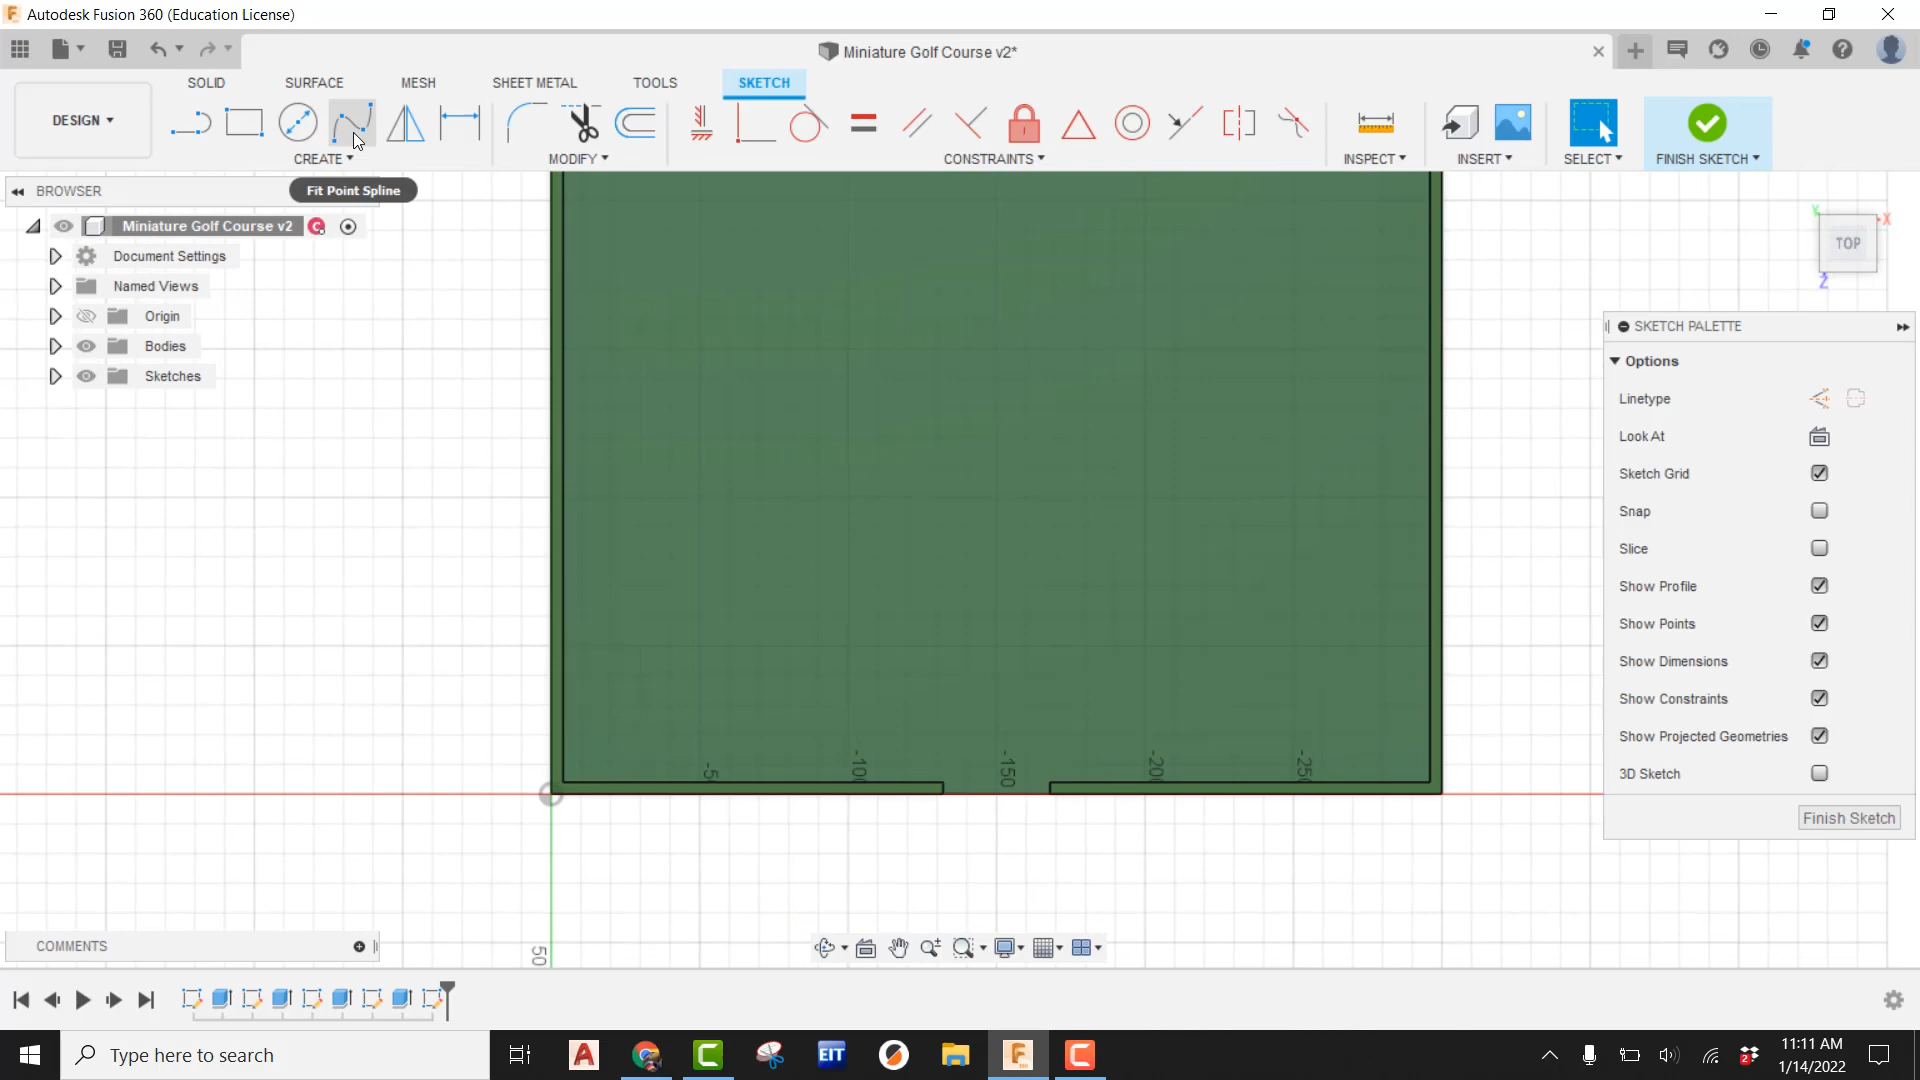 Autodesk Fusion 360 (Education License)
Miniature Golf Course v2*
SOLID
SURFACE
MESH
SHEET METAL
TOOLS
SKETCH
DESIGN
CREATE
MODIFY
CONSTRAINTS
INSPECT
INSERT
SELECT
FINISH SKETCH
BROWSER
Fit Point Spline
Miniature Golf Course v2
Document Settings
Named Views
Origin
Bodies
Sketches
Y
X
TOP
Z
SKETCH PALETTE
Options
Linetype
Look At
Sketch Grid
Snap
Slice
Show Profile
Show Points
Show Dimensions
Show Constraints
Show Projected Geometries
3D Sketch
Finish Sketch
-100
-150
-200
50
COMMENTS
Type here to search
EIT
11:11 AM
1/14/2022